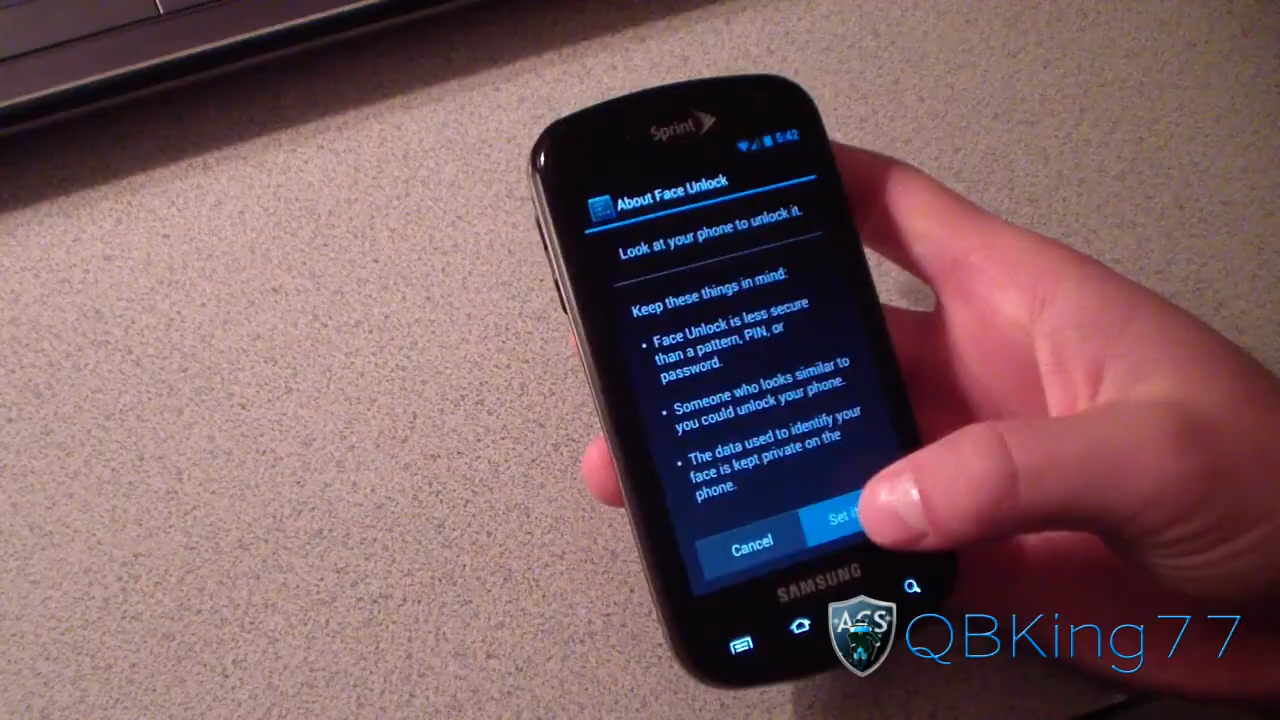 Sprint
5:42
About Face Unlock
Look at your phone to unlock it.
Keep these things in mind:
• Face Unlock is less secure
than a pattern, PIN, or
password.
• Someone who looks similar to
you could unlock your phone.
• The data used to identify your
face is kept private on the
phone.
Cancel
Set
SAMSUNG
ACS
QBKing77